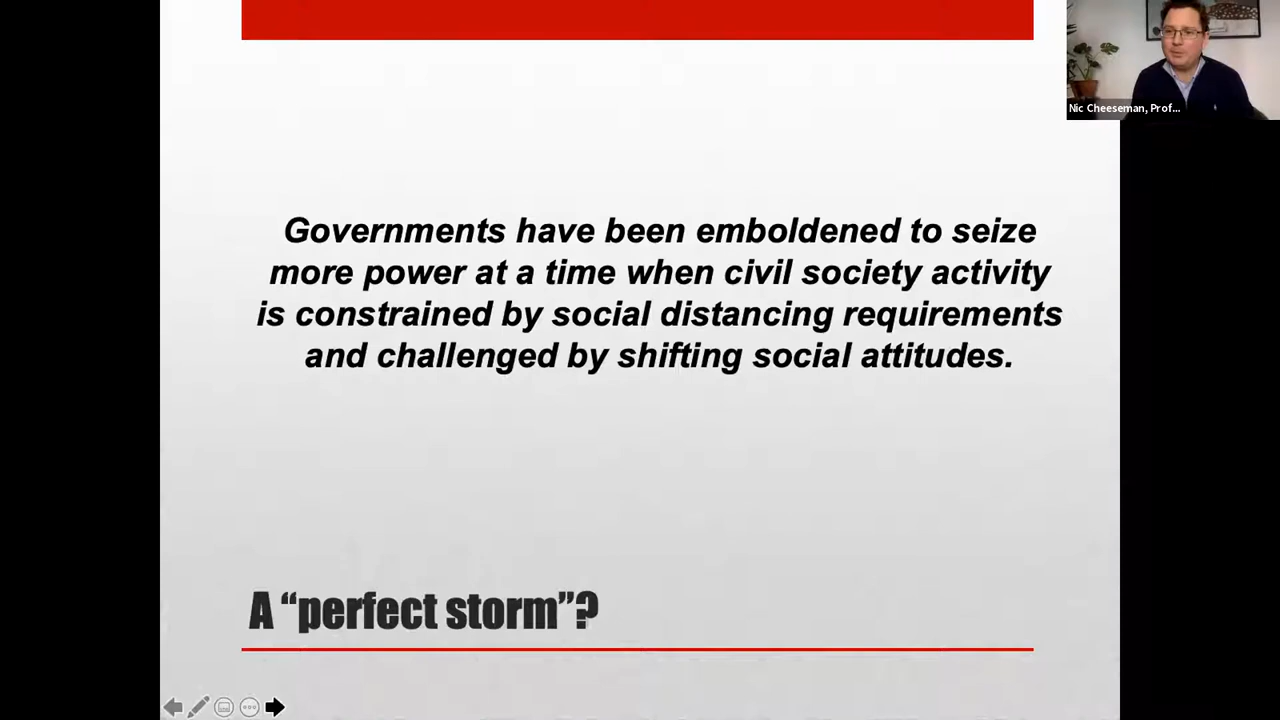 Nic Cheeseman, Prof...
Governments have been emboldened to seize
more power at a time when civil society activity
is constrained by social distancing requirements
and challenged by shifting social attitudes.
A “perfect storm”?